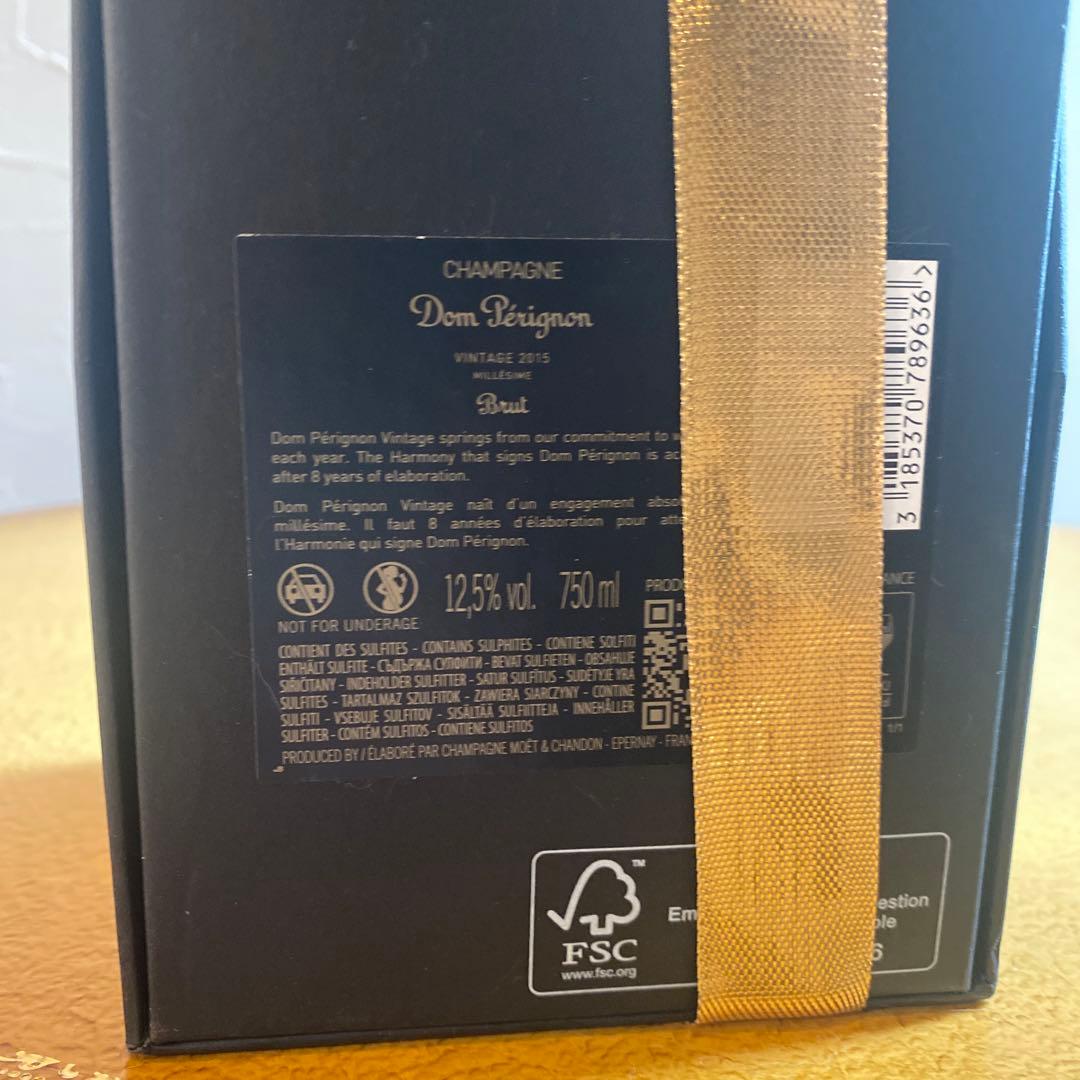 CHAMPAGNE
Dom Pérignon
VINTAGE 2015
MILLÉSIME
Brut
Dom Pérignon Vintage springs from our commitment to
each year. The Harmony that signs Dom Pérignon is
after 8 years of elaboration.
Dom Pérignon Vintage naît d'un engagement
millésime. Il faut 8 années d'élaboration pour
l'Harmonie qui signe Dom Pérignon.
12,5% vol. 750 ml
NOT FOR UNDERAGE
CONTIENT DES SULFITES - CONTAINS SULPHITES - CONTIENE SOLFITI
ENTHÄLT SULFITE - СЪДЪРЖА СУЛФИТИ - BEVAT SULFIETEN - OBSAHUJE
SIŘIČITANY - INDEHOLDER SULFITTER - SATUR SULFĪTUS - SUDĖTYJE YRA
SULFITES - TARTALMAZ SZULFITOK - ZAWIERA SIARCZYNY - CONTINE
SULFITI - VSEBUJE SULFITOV - SISÄLTÄÄ SULFIITTEJA - INNEHÅLLER
SULFITER - CONTÉM SULFITOS - CONTIENE SULFITOS
PRODUCED BY / ÉLABORÉ PAR CHAMPAGNE MOËT & CHANDON - EPERNAY -
3 185370 789636 >
1/1
FSC™
www.fsc.org